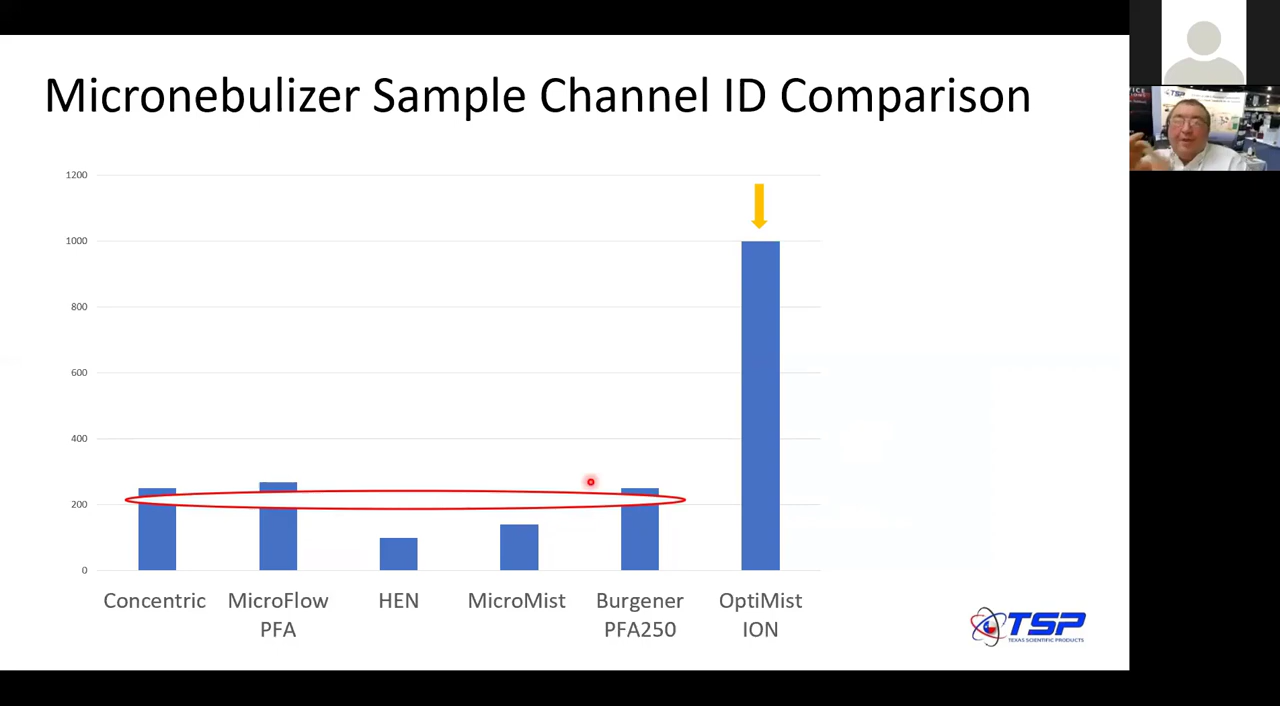 Micronebulizer Sample Channel ID Comparison
1200
1000
800
600
400
200
0
Concentric
MicroFlow
PFA
HEN
MicroMist
Burgener
PFA250
OptiMist
ION
TSP
TEXAS SCIENTIFIC PRODUCTS
TSP